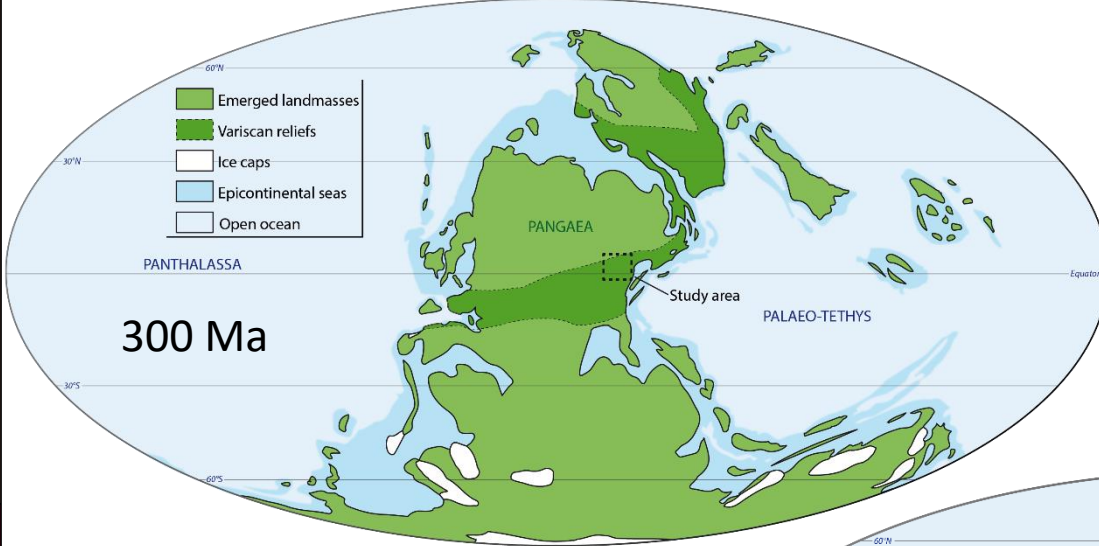 60°N
Emerged landmasses
Variscan reliefs
Ice caps
30°N
Epicontinental seas
Open ocean
PANGAEA
PANTHALASSA
Equator
Study area
PALAEO-TETHYS
300 Ma
30°S
60°S
60°N